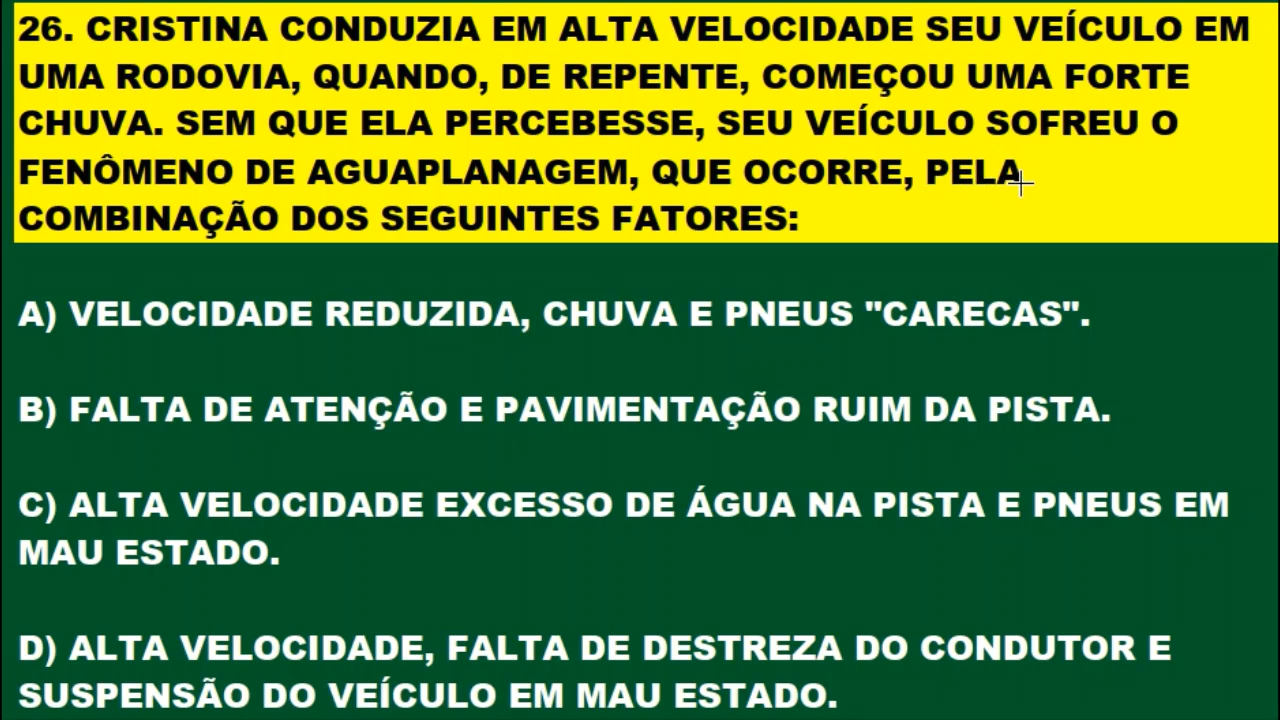 26. CRISTINA CONDUZIA EM ALTA VELOCIDADE SEU VEÍCULO EM
UMA RODOVIA, QUANDO, DE REPENTE, COMEÇOU UMA FORTE
CHUVA. SEM QUE ELA PERCEBESSE, SEU VEÍCULO SOFREU O
FENÔMENO DE AGUAPLANAGEM, QUE OCORRE, PELA
COMBINAÇÃO DOS SEGUINTES FATORES:
A) VELOCIDADE REDUZIDA, CHUVA E PNEUS "CARECAS".
B) FALTA DE ATENÇÃO E PAVIMENTAÇÃO RUIM DA PISTA.
C) ALTA VELOCIDADE EXCESSO DE ÁGUA NA PISTA E PNEUS EM
MAU ESTADO.
D) ALTA VELOCIDADE, FALTA DE DESTREZA DO CONDUTOR E
SUSPENSÃO DO VEÍCULO EM MAU ESTADO.